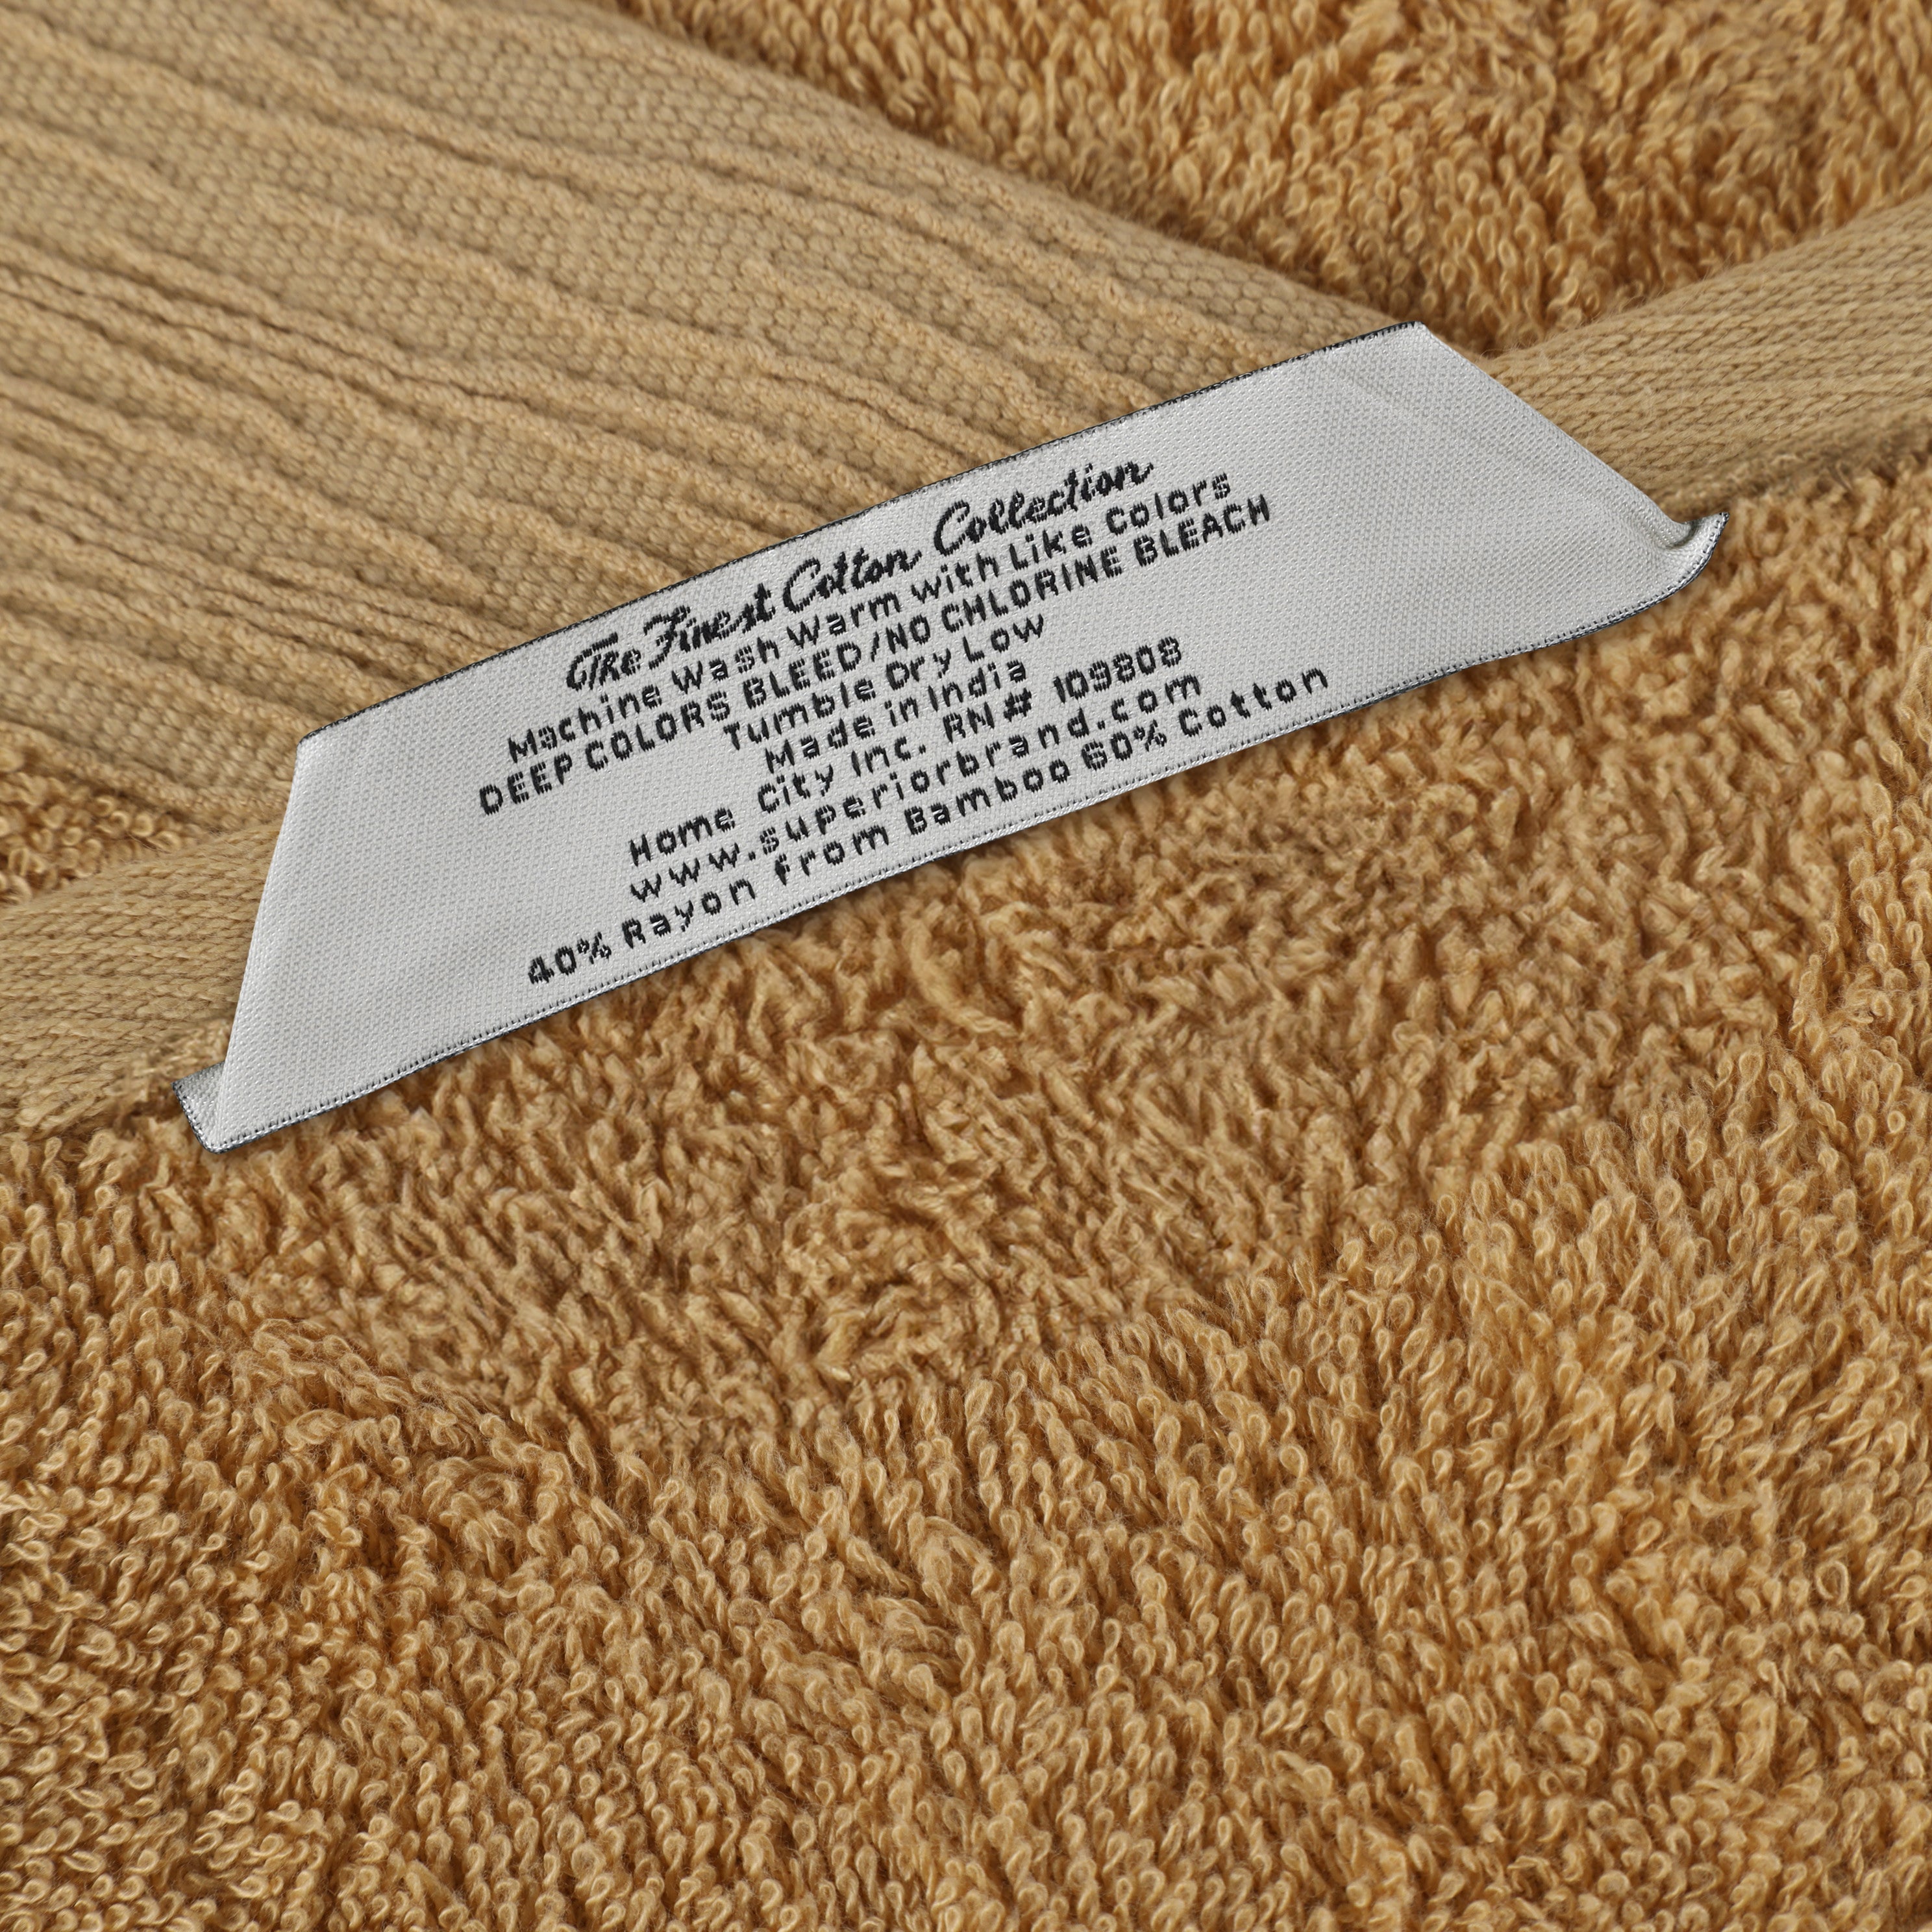 The Finest Cotton Collection
Machine Wash Warm with Like Colors
DEEP COLORS BLEED/NO CHLORINE BLEACH
Tumble Dry Low
Made in India
Home City Inc. RN# 109808
www.superiorbrand.com
40% Rayon from Bamboo 60% Cotton